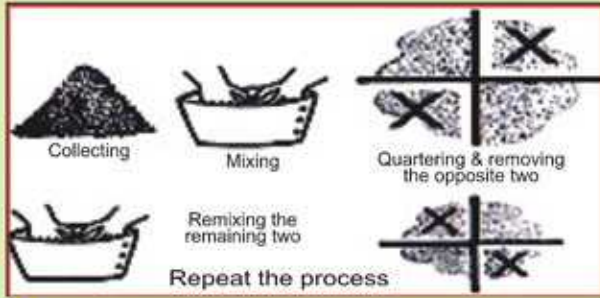 Collecting
Mixing
Quartering & removing
the opposite two
Remixing the
remaining two
Repeat the process